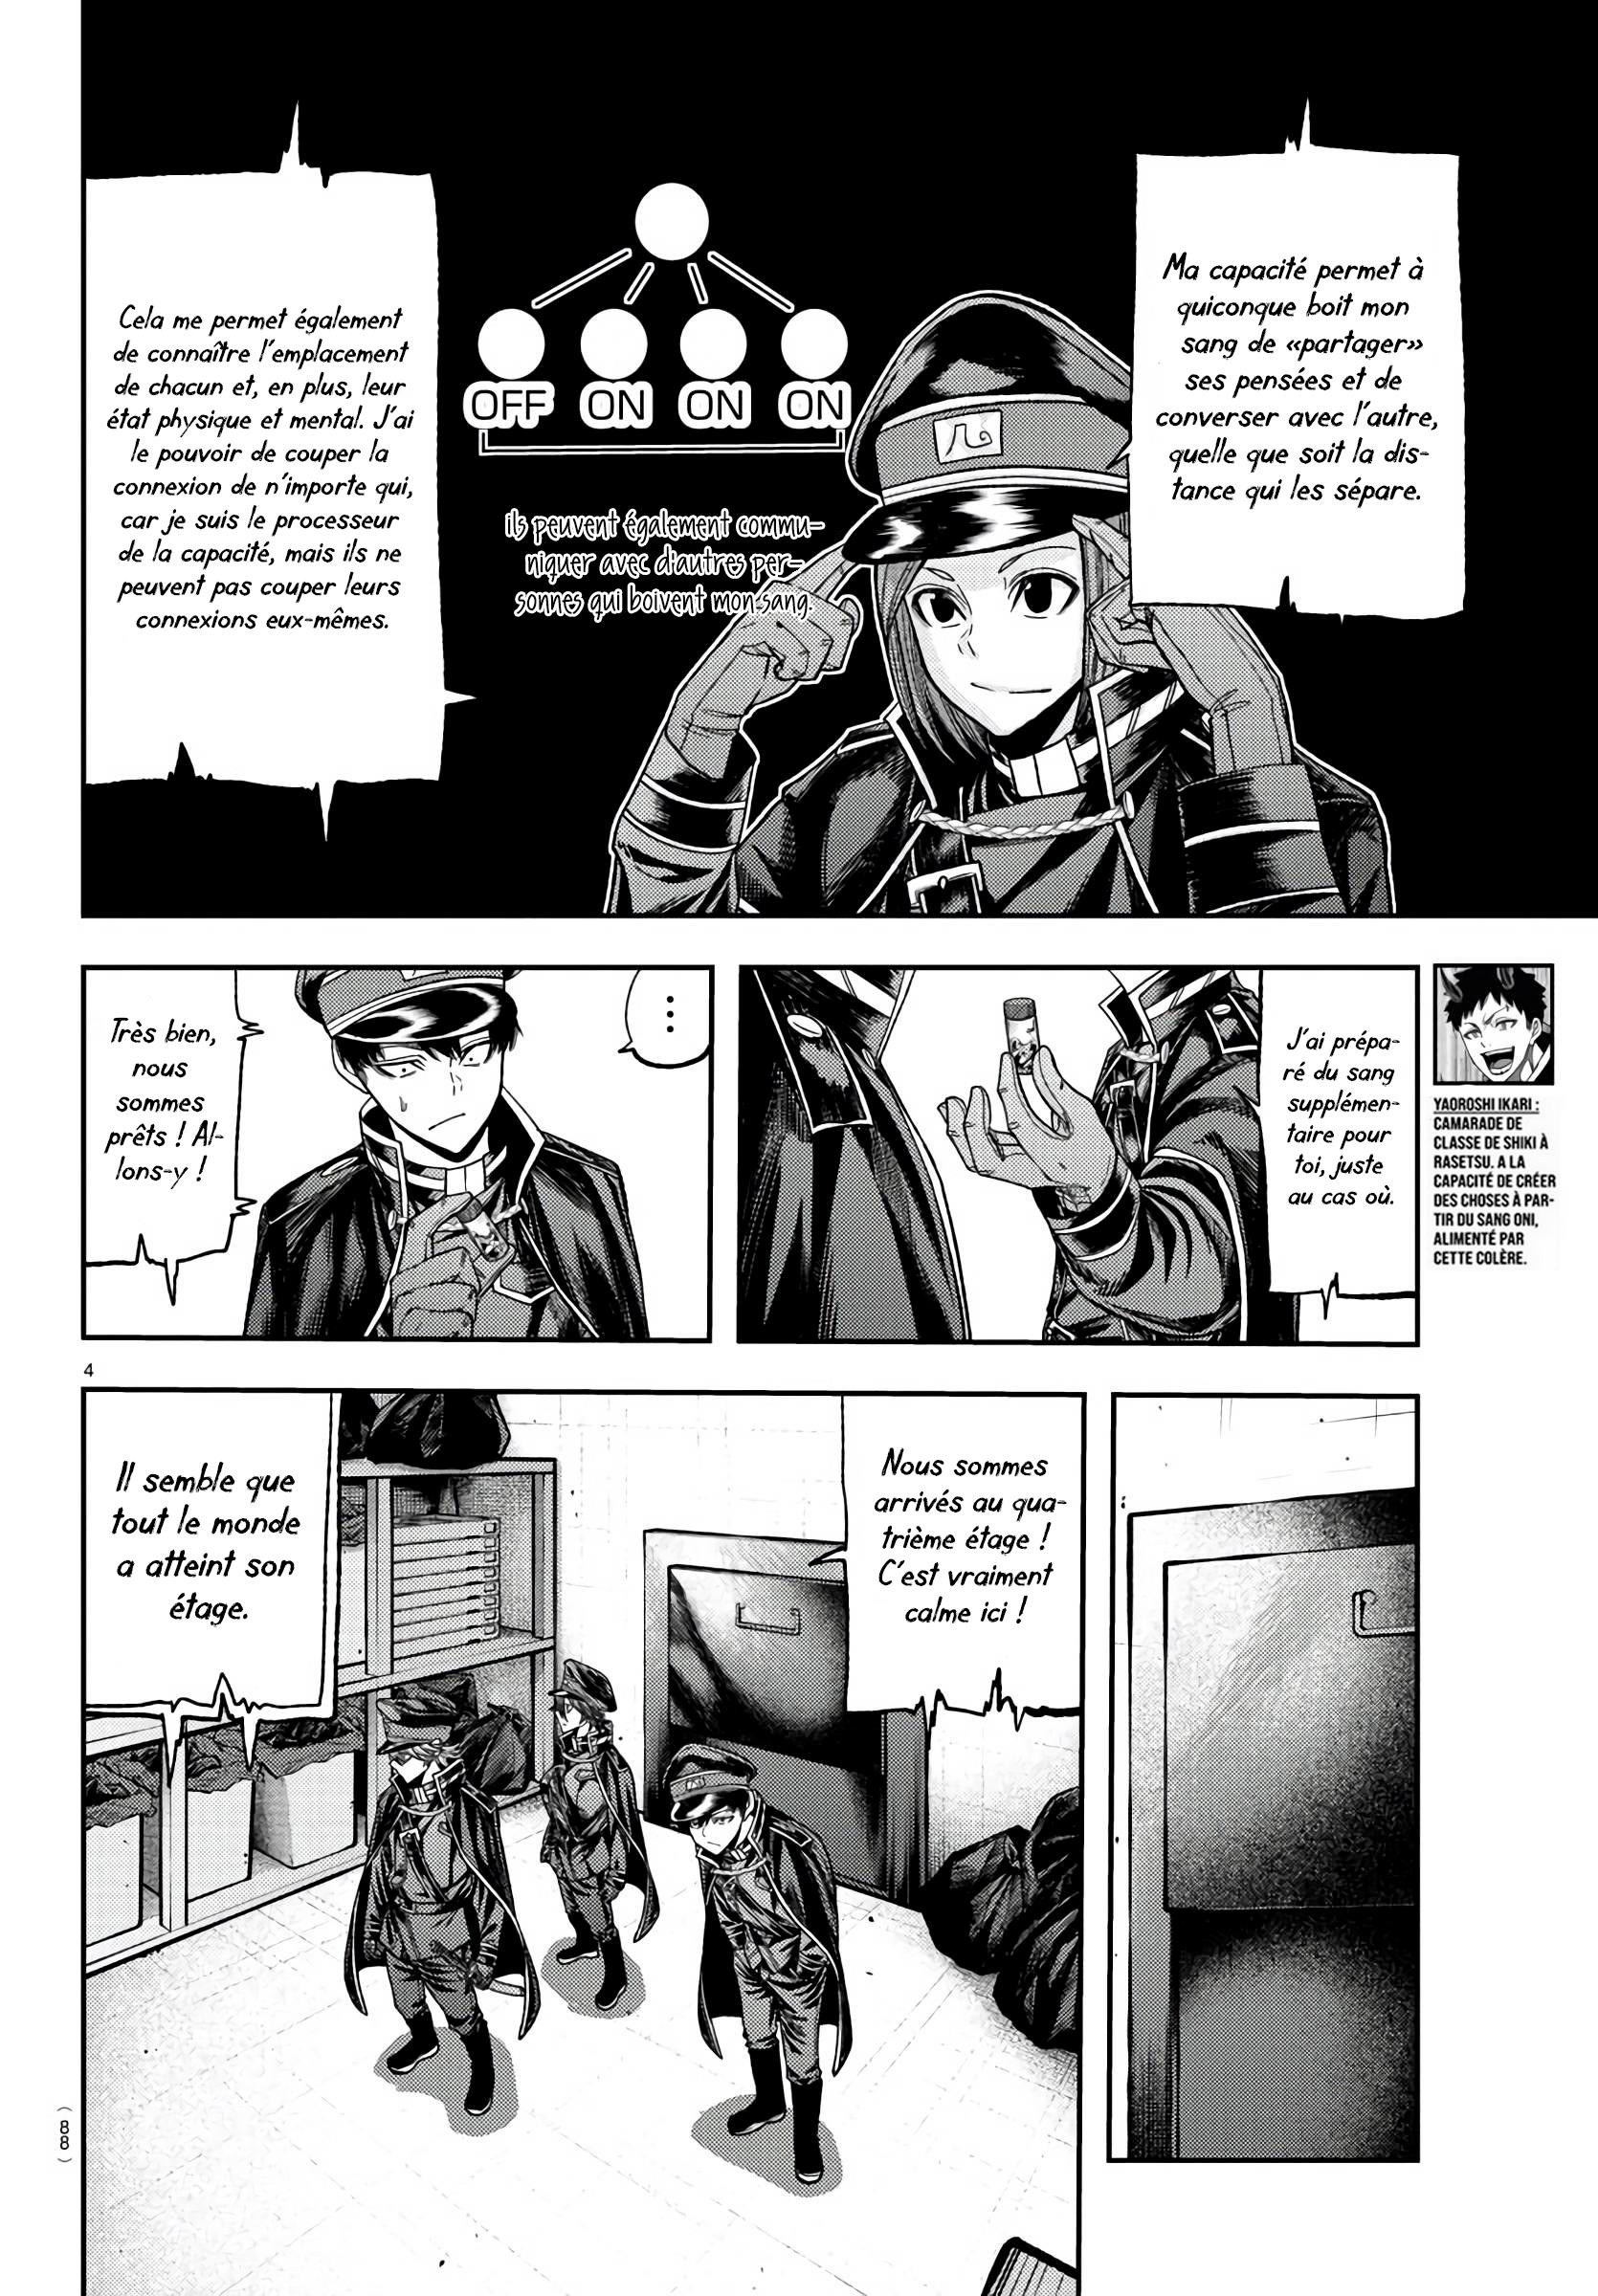 Ma capacité permet à
quiconque boit mon
sang de «partager»
ses pensées et de
converser avec l'autre,
quelle que soit la dis-
tance qui les sépare.
OFF ON ON ON
ils peuvent également commu-
niquer avec d'autres per-
sonnes qui boivent mon sang.
Cela me permet également
de connaître l'emplacement
de chacun et, en plus, leur
état physique et mental. J'ai
le pouvoir de couper la
connexion de n'importe qui,
car je suis le processeur
de la capacité, mais ils ne
peuvent pas couper leurs
connexions eux-mêmes.
YAOROSHI IKARI :
CAMARADE DE
CLASSE DE SHIKI À
RASETSU. A LA
CAPACITÉ DE CRÉER
DES CHOSES À PAR-
TIR DU SANG ONI,
ALIMENTÉ PAR
CETTE COLÈRE.
J'ai prépa-
ré du sang
supplémen-
taire pour
toi, juste
au cas où.
...
Très bien,
nous
sommes
prêts ! Al-
lons-y !
4
Nous sommes
arrivés au qua-
trième étage !
C'est vraiment
calme ici !
Il semble que
tout le monde
a atteint son
étage.
(88)